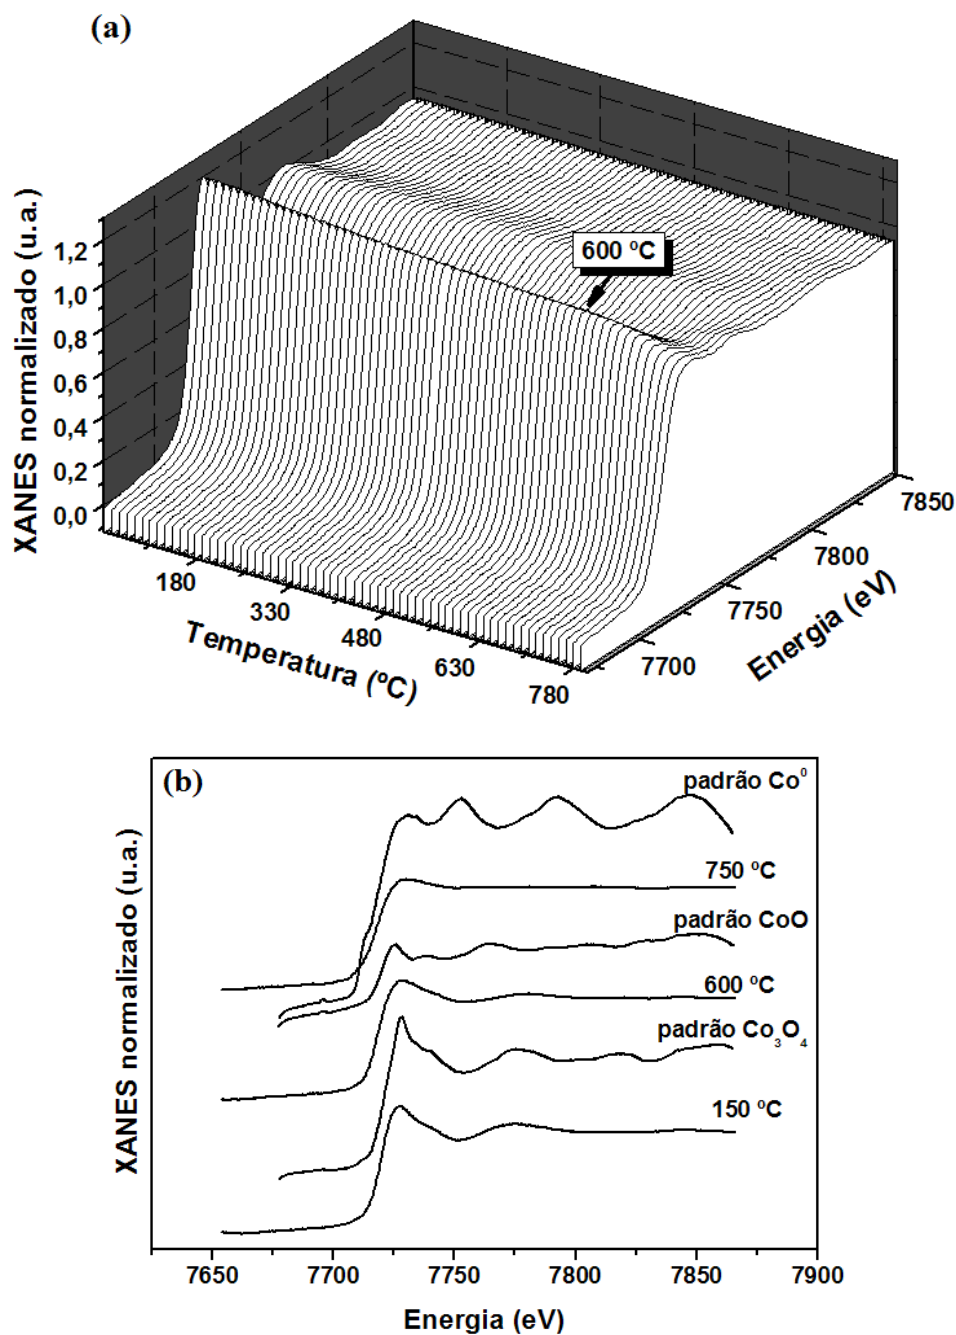 (a)
XANES normalizado (u.a.)
1,2
1,0
0,8
0,6
0,4
0,2
0,0
600 ºC
180
330
480
630
780
Temperatura (ºC)
7700
7750
7800
7850
Energia (eV)
(b)
XANES normalizado (u.a.)
padrão Co⁰
750 ºC
padrão CoO
600 ºC
padrão Co₃O₄
150 ºC
7650
7700
7750
7800
7850
7900
Energia (eV)